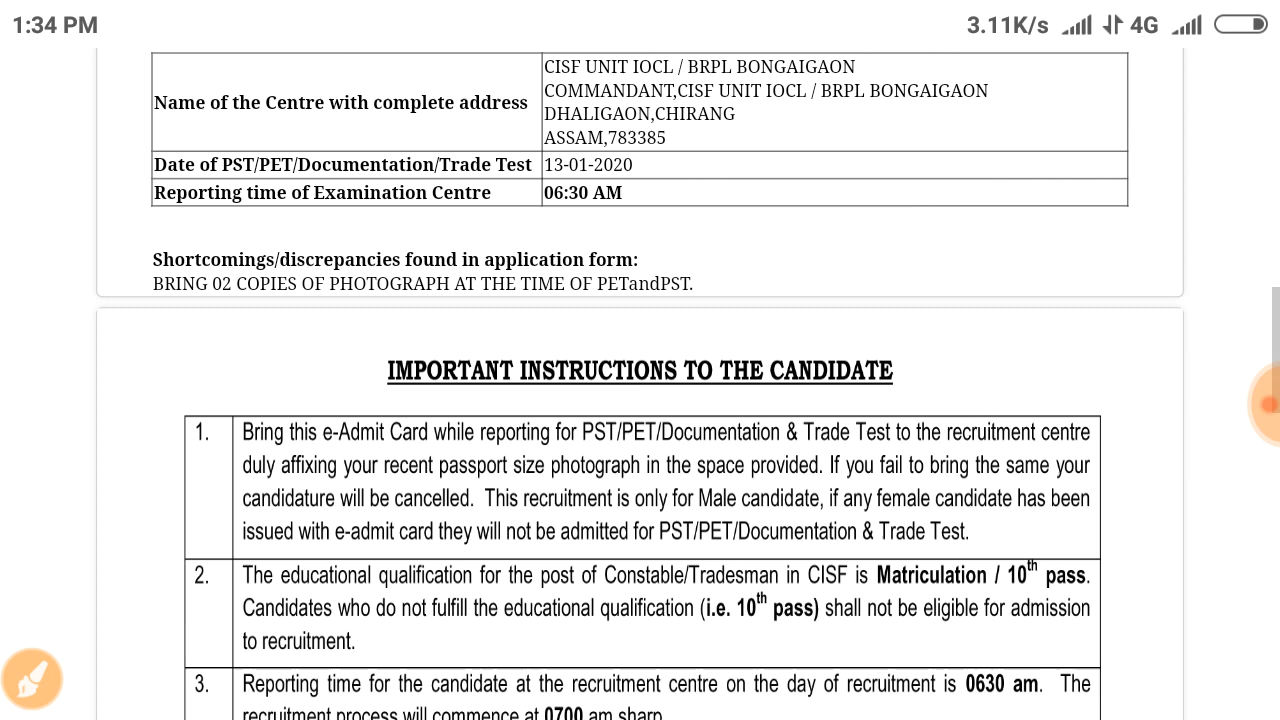 1:34 PM
3.11K/s 4G
Name of the Centre with complete address
CISF UNIT IOCL / BRPL BONGAIGAON
COMMANDANT,CISF UNIT IOCL / BRPL BONGAIGAON
DHALIGAON,CHIRANG
ASSAM,783385
Date of PST/PET/Documentation/Trade Test 13-01-2020
Reporting time of Examination Centre 06:30 AM
Shortcomings/discrepancies found in application form:
BRING 02 COPIES OF PHOTOGRAPH AT THE TIME OF PETandPST.
IMPORTANT INSTRUCTIONS TO THE CANDIDATE
1. Bring this e-Admit Card while reporting for PST/PET/Documentation & Trade Test to the recruitment centre
duly affixing your recent passport size photograph in the space provided. If you fail to bring the same your
candidature will be cancelled. This recruitment is only for Male candidate, if any female candidate has been
issued with e-admit card they will not be admitted for PST/PET/Documentation & Trade Test.
2. The educational qualification for the post of Constable/Tradesman in CISF is Matriculation / 10th pass.
Candidates who do not fulfill the educational qualification (i.e. 10th pass) shall not be eligible for admission
to recruitment.
3. Reporting time for the candidate at the recruitment centre on the day of recruitment is 0630 am. The
recruitment process will commence at 0700 am sharp.